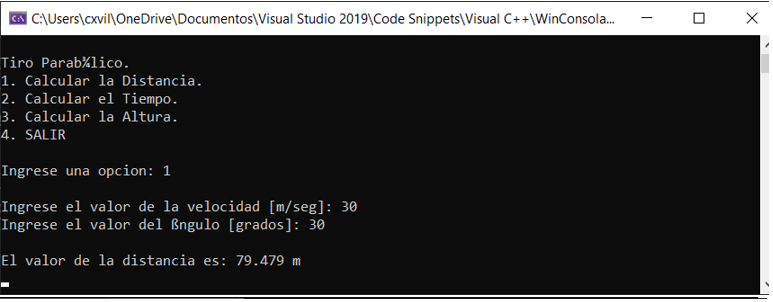 C:\Users\cxvil\OneDrive\Documentos\Visual Studio 2019\Code Snippets\Visual C++\WinConsola...
Tiro Parab¾lico.
1. Calcular la Distancia.
2. Calcular el Tiempo.
3. Calcular la Altura.
4. SALIR
Ingrese una opcion: 1
Ingrese el valor de la velocidad [m/seg]: 30
Ingrese el valor del ßngulo [grados]: 30
El valor de la distancia es: 79.479 m